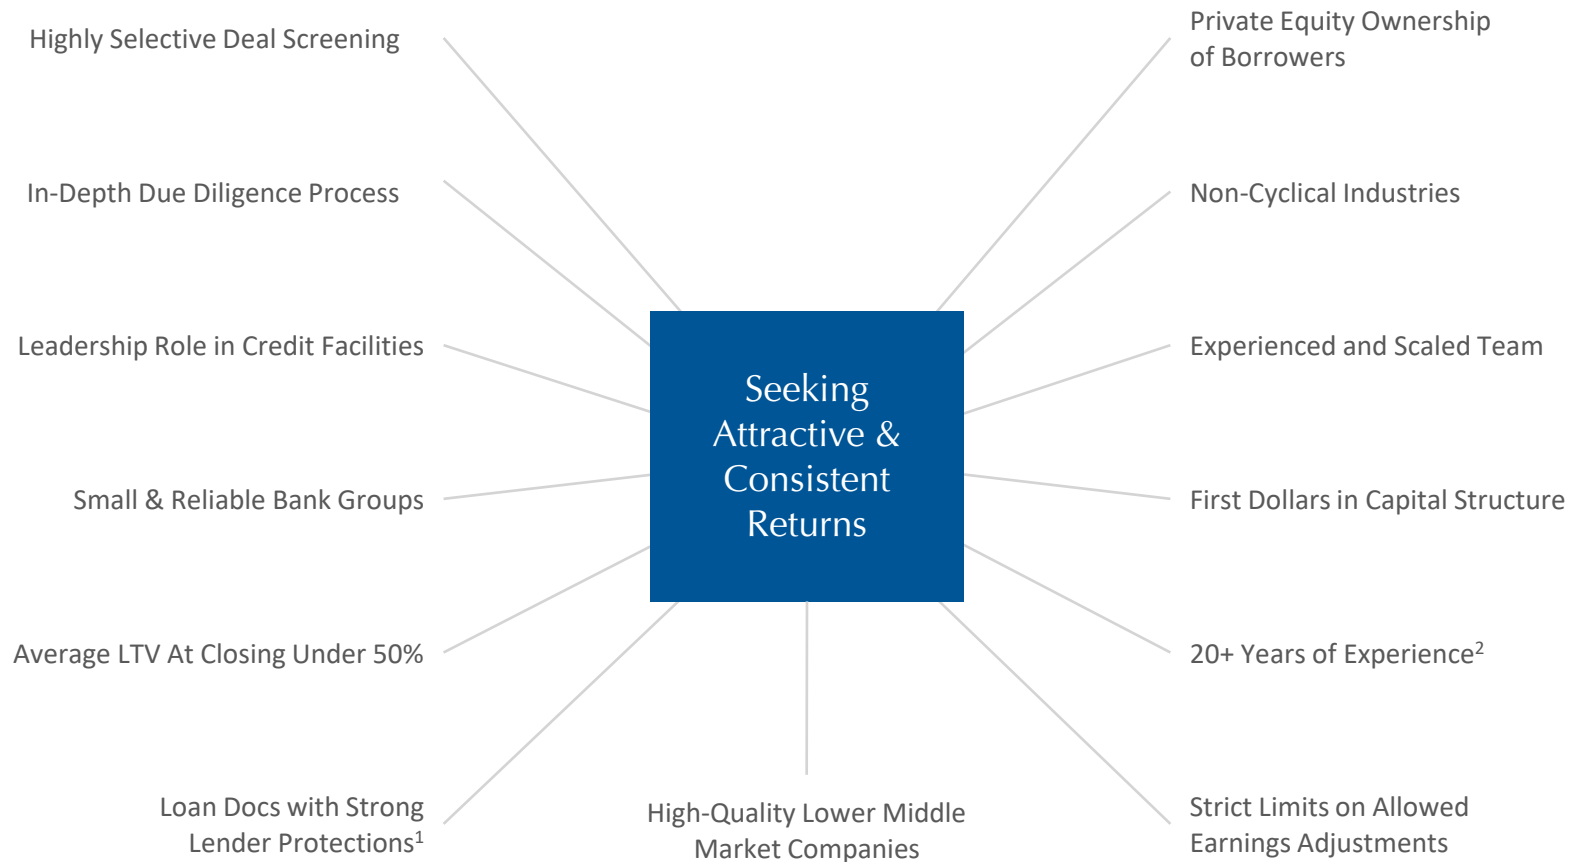 Highly Selective Deal Screening
In-Depth Due Diligence Process
Leadership Role in Credit Facilities
Small & Reliable Bank Groups
Average LTV At Closing Under 50%
Loan Docs with Strong
Lender Protections¹
Seeking
Attractive &
Consistent
Returns
High-Quality Lower Middle
Market Companies
Private Equity Ownership
of Borrowers
Non-Cyclical Industries
Experienced and Scaled Team
First Dollars in Capital Structure
20+ Years of Experience²
Strict Limits on Allowed
Earnings Adjustments